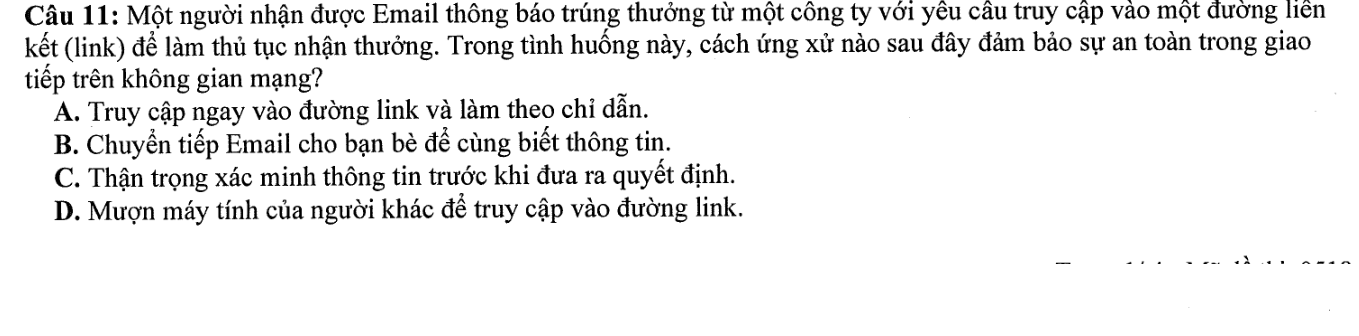 Câu 11: Một người nhận được Email thông báo trúng thưởng từ một công ty với yêu cầu truy cập vào một đường liên
kết (link) để làm thủ tục nhận thưởng. Trong tình huống này, cách ứng xử nào sau đây đảm bảo sự an toàn trong giao
tiếp trên không gian mạng?
A. Truy cập ngay vào đường link và làm theo chỉ dẫn.
B. Chuyển tiếp Email cho bạn bè để cùng biết thông tin.
C. Thận trọng xác minh thông tin trước khi đưa ra quyết định.
D. Mượn máy tính của người khác để truy cập vào đường link.